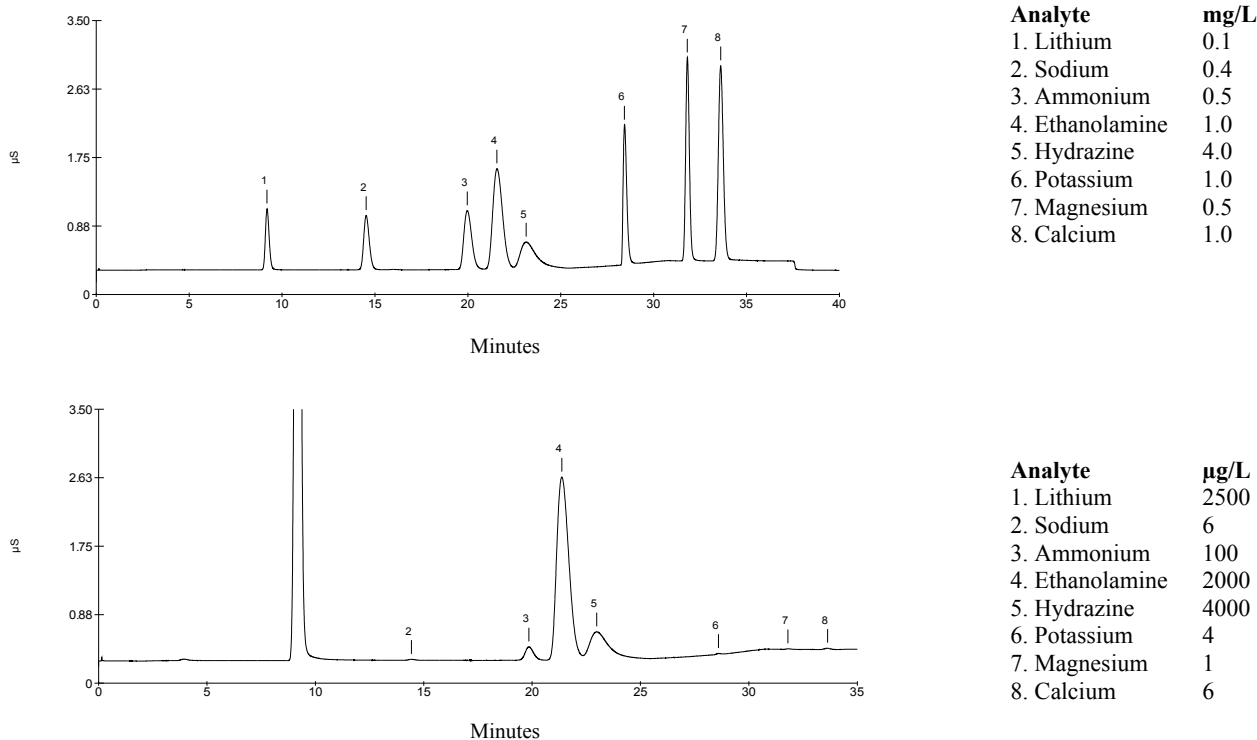 3.50
2.63
1.75
0.88
0
µS
1
2
3
4
5
6
7
8
0 5 10 15 20 25 30 35 40
Minutes
Analyte mg/L
1. Lithium 0.1
2. Sodium 0.4
3. Ammonium 0.5
4. Ethanolamine 1.0
5. Hydrazine 4.0
6. Potassium 1.0
7. Magnesium 0.5
8. Calcium 1.0
3.50
2.63
1.75
0.88
0
µS
2
3
4
5
6
7
8
0 5 10 15 20 25 30 35
Minutes
Analyte µg/L
1. Lithium 2500
2. Sodium 6
3. Ammonium 100
4. Ethanolamine 2000
5. Hydrazine 4000
6. Potassium 4
7. Magnesium 1
8. Calcium 6